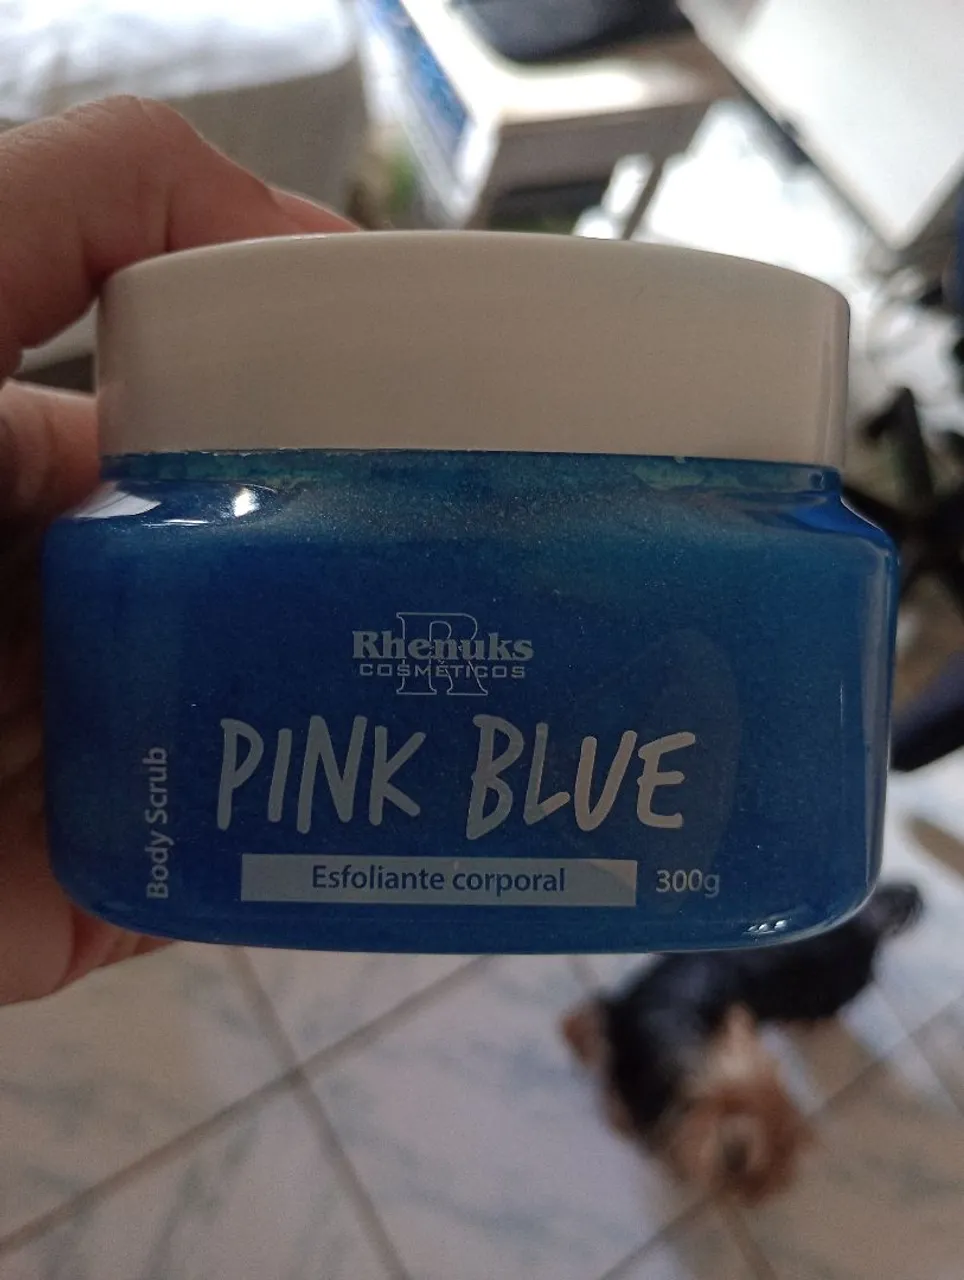 Rhenuks
COSMÉTICOS
PINK BLUE
Body Scrub
Esfoliante corporal
300g